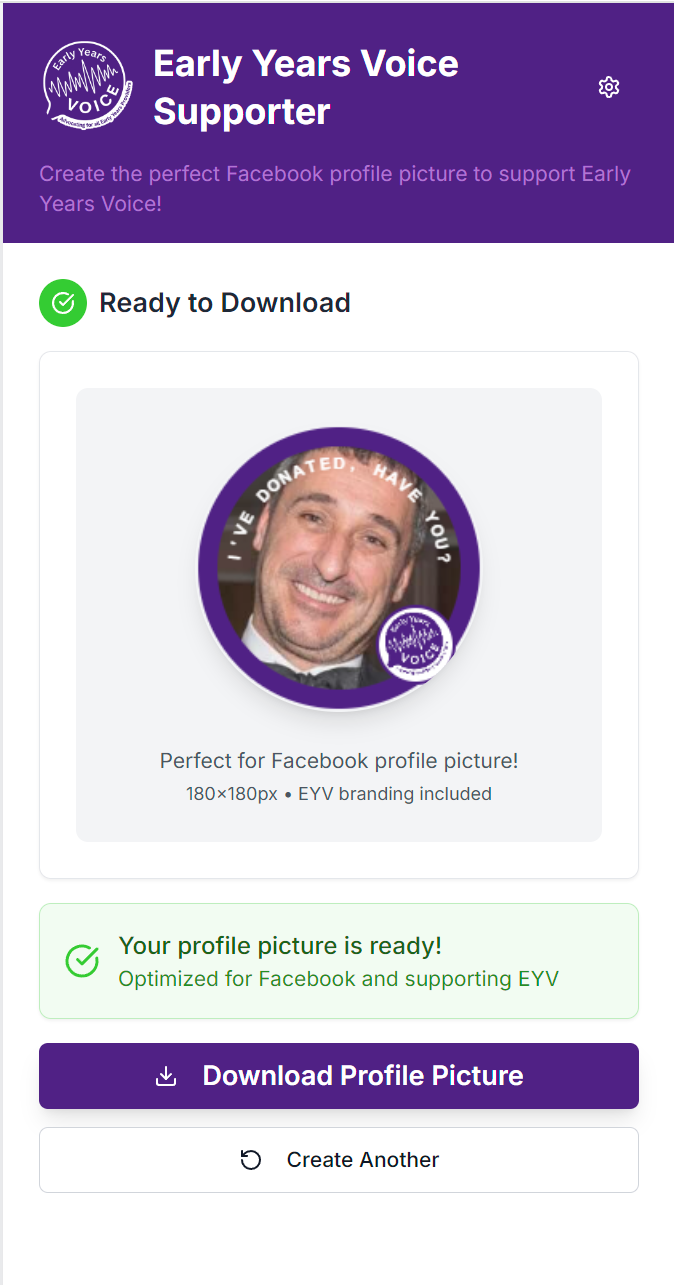 Early Years
VOICE
Advocating for all Early Years Providers
Early Years Voice
Supporter
Create the perfect Facebook profile picture to support Early
Years Voice!
Ready to Download
I'VE DONATED, HAVE YOU?
Early Years
VOICE
Perfect for Facebook profile picture!
180×180px • EYV branding included
Your profile picture is ready!
Optimized for Facebook and supporting EYV
Download Profile Picture
Create Another